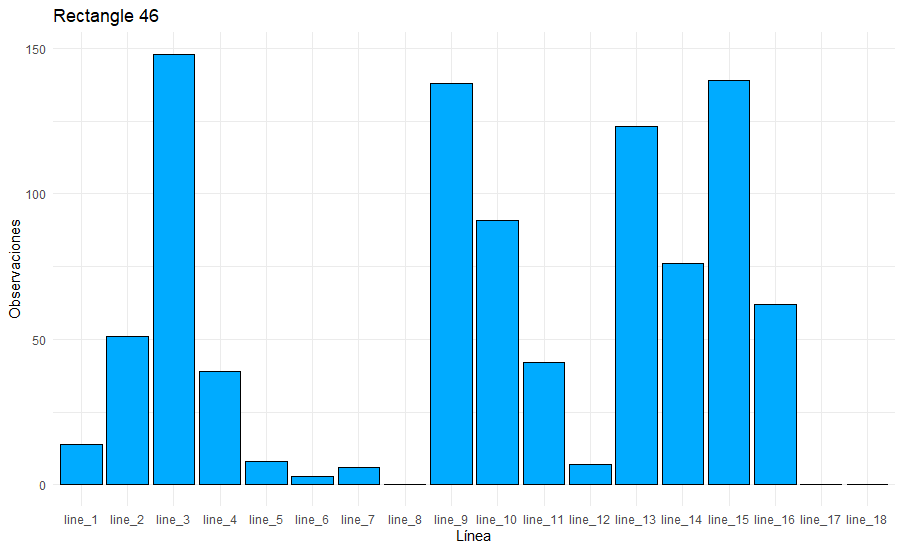 Rectangle 46
150
100
50
0
Observaciones
line_1 line_2 line_3 line_4 line_5 line_6 line_7 line_8 line_9 line_10 line_11 line_12 line_13 line_14 line_15 line_16 line_17 line_18
Línea